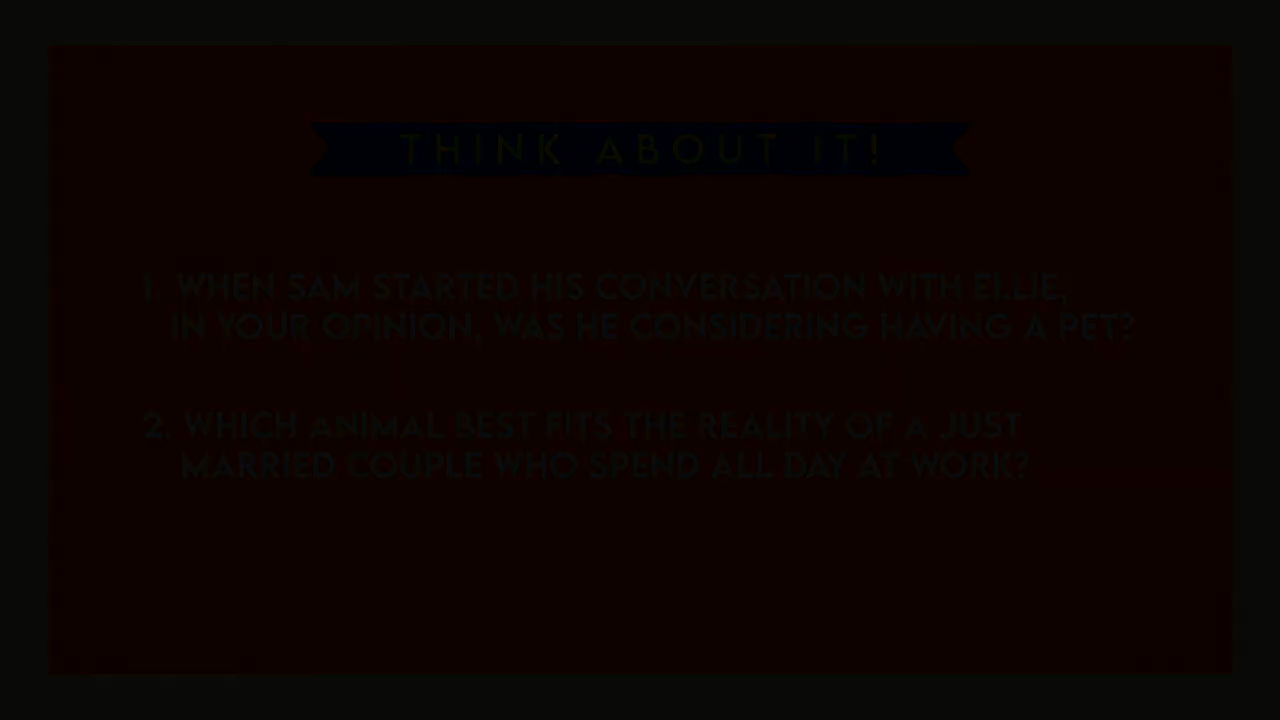 THINK ABOUT IT!
1. WHEN SAM STARTED HIS CONVERSATION WITH ELLIE,
IN YOUR OPINION, WAS HE CONSIDERING HAVING A PET?
2. WHICH ANIMAL BEST FITS THE REALITY OF A JUST
MARRIED COUPLE WHO SPEND ALL DAY AT WORK?